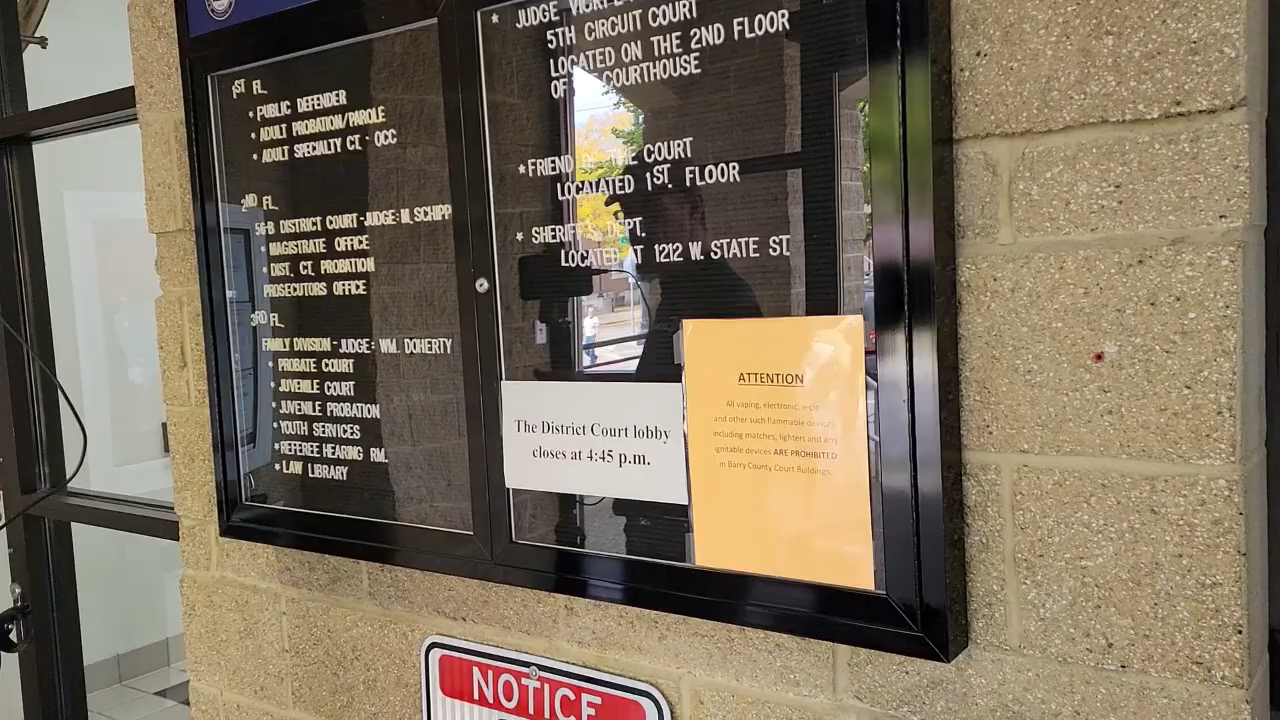 1ST FL.
* PUBLIC DEFENDER
* ADULT PROBATION/PAROLE
* ADULT SPECIALTY CT. - OCC
2ND FL.
56-B DISTRICT COURT - JUDGE: M. SCHIPP
* MAGISTRATE OFFICE
* DIST. CT. PROBATION
PROSECUTORS OFFICE
3RD FL.
FAMILY DIVISION - JUDGE: WM. DOHERTY
* PROBATE COURT
* JUVENILE COURT
* JUVENILE PROBATION
* YOUTH SERVICES
* REFEREE HEARING RM.
* LAW LIBRARY
* JUDGE
5TH CIRCUIT COURT
LOCATED ON THE 2ND FLOOR
OF COURTHOUSE
* FRIEND OF THE COURT
LOCATATED 1ST. FLOOR
* SHERIFF'S DEPT.
LOCATED AT 1212 W. STATE ST.
The District Court lobby
closes at 4:45 p.m.
ATTENTION
All vaping, electronic, e-cig
and other such flammable devices
including matches, lighters and any
ignitable devices ARE PROHIBITED
in Barry County Court Buildings.
NOTICE